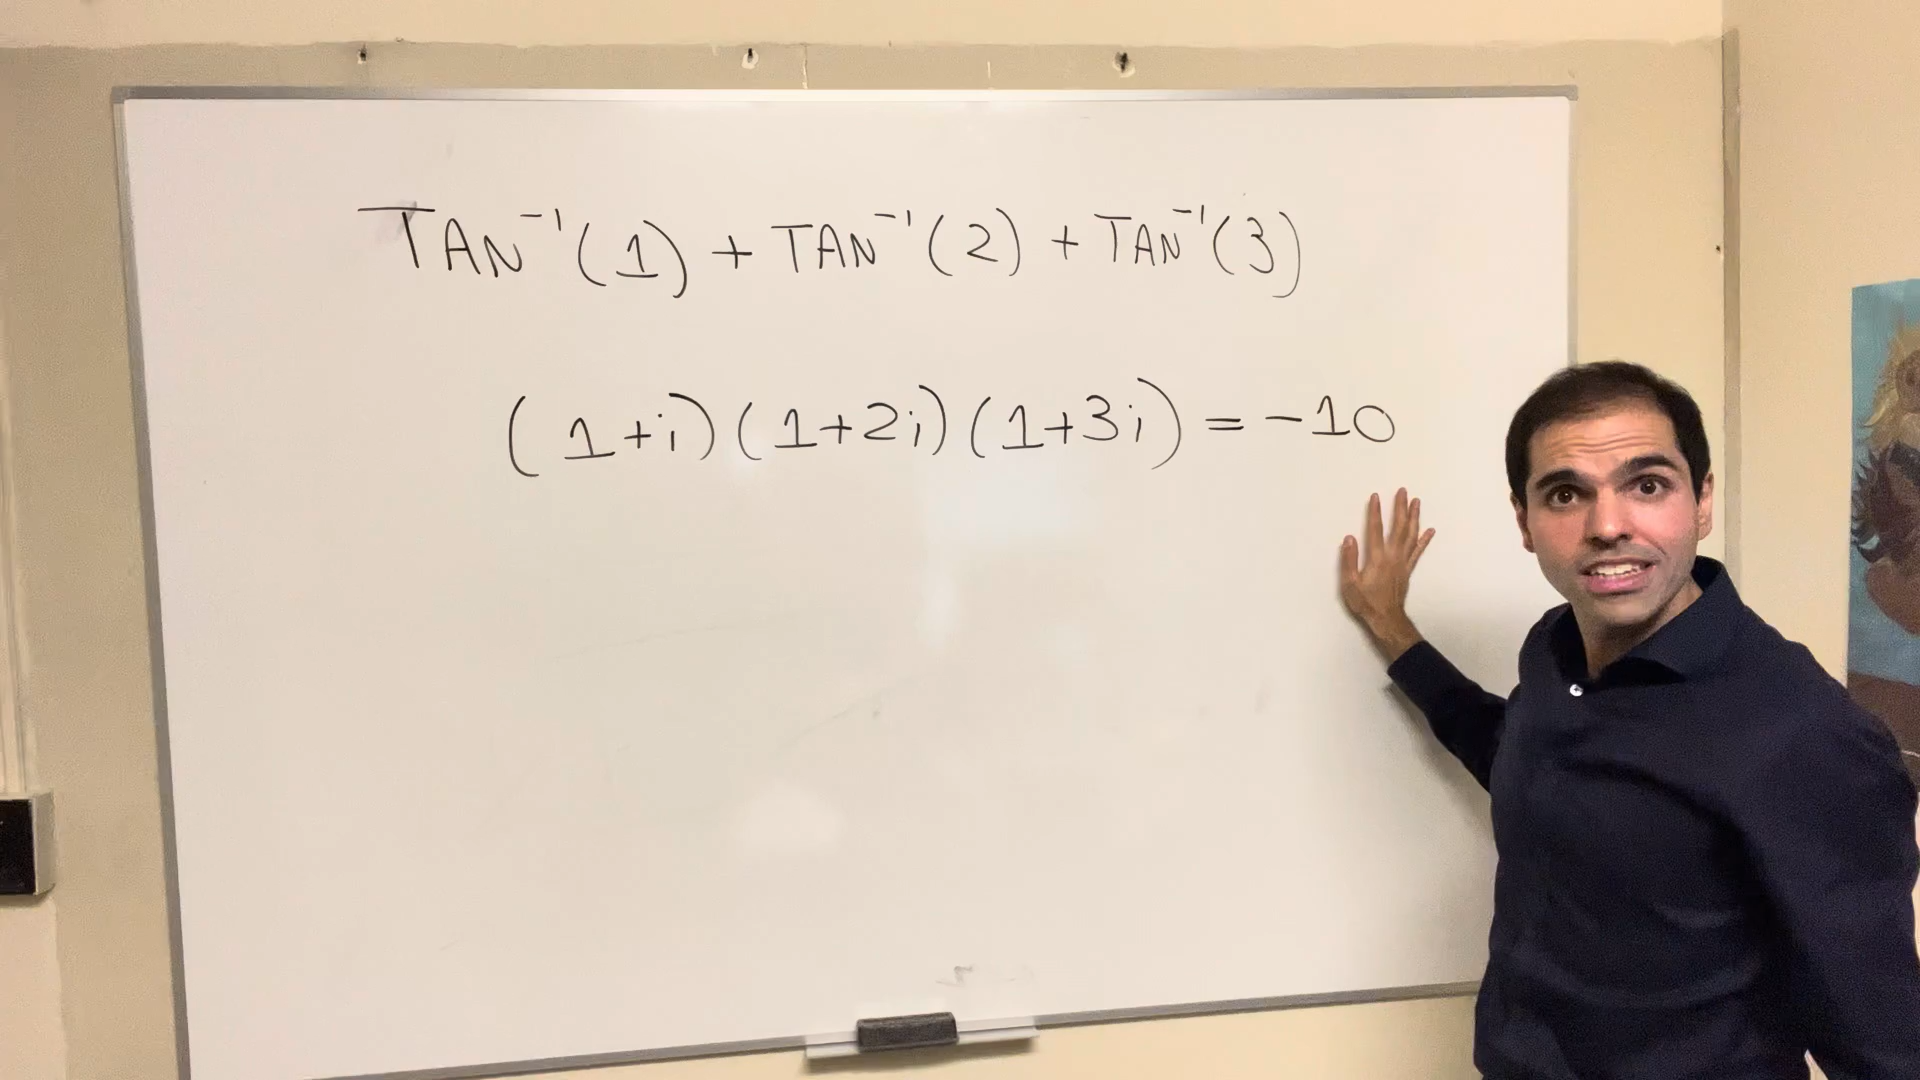 TAN⁻¹(1) + TAN⁻¹(2) + TAN⁻¹(3)
(1+i)(1+2i)(1+3i) = -10